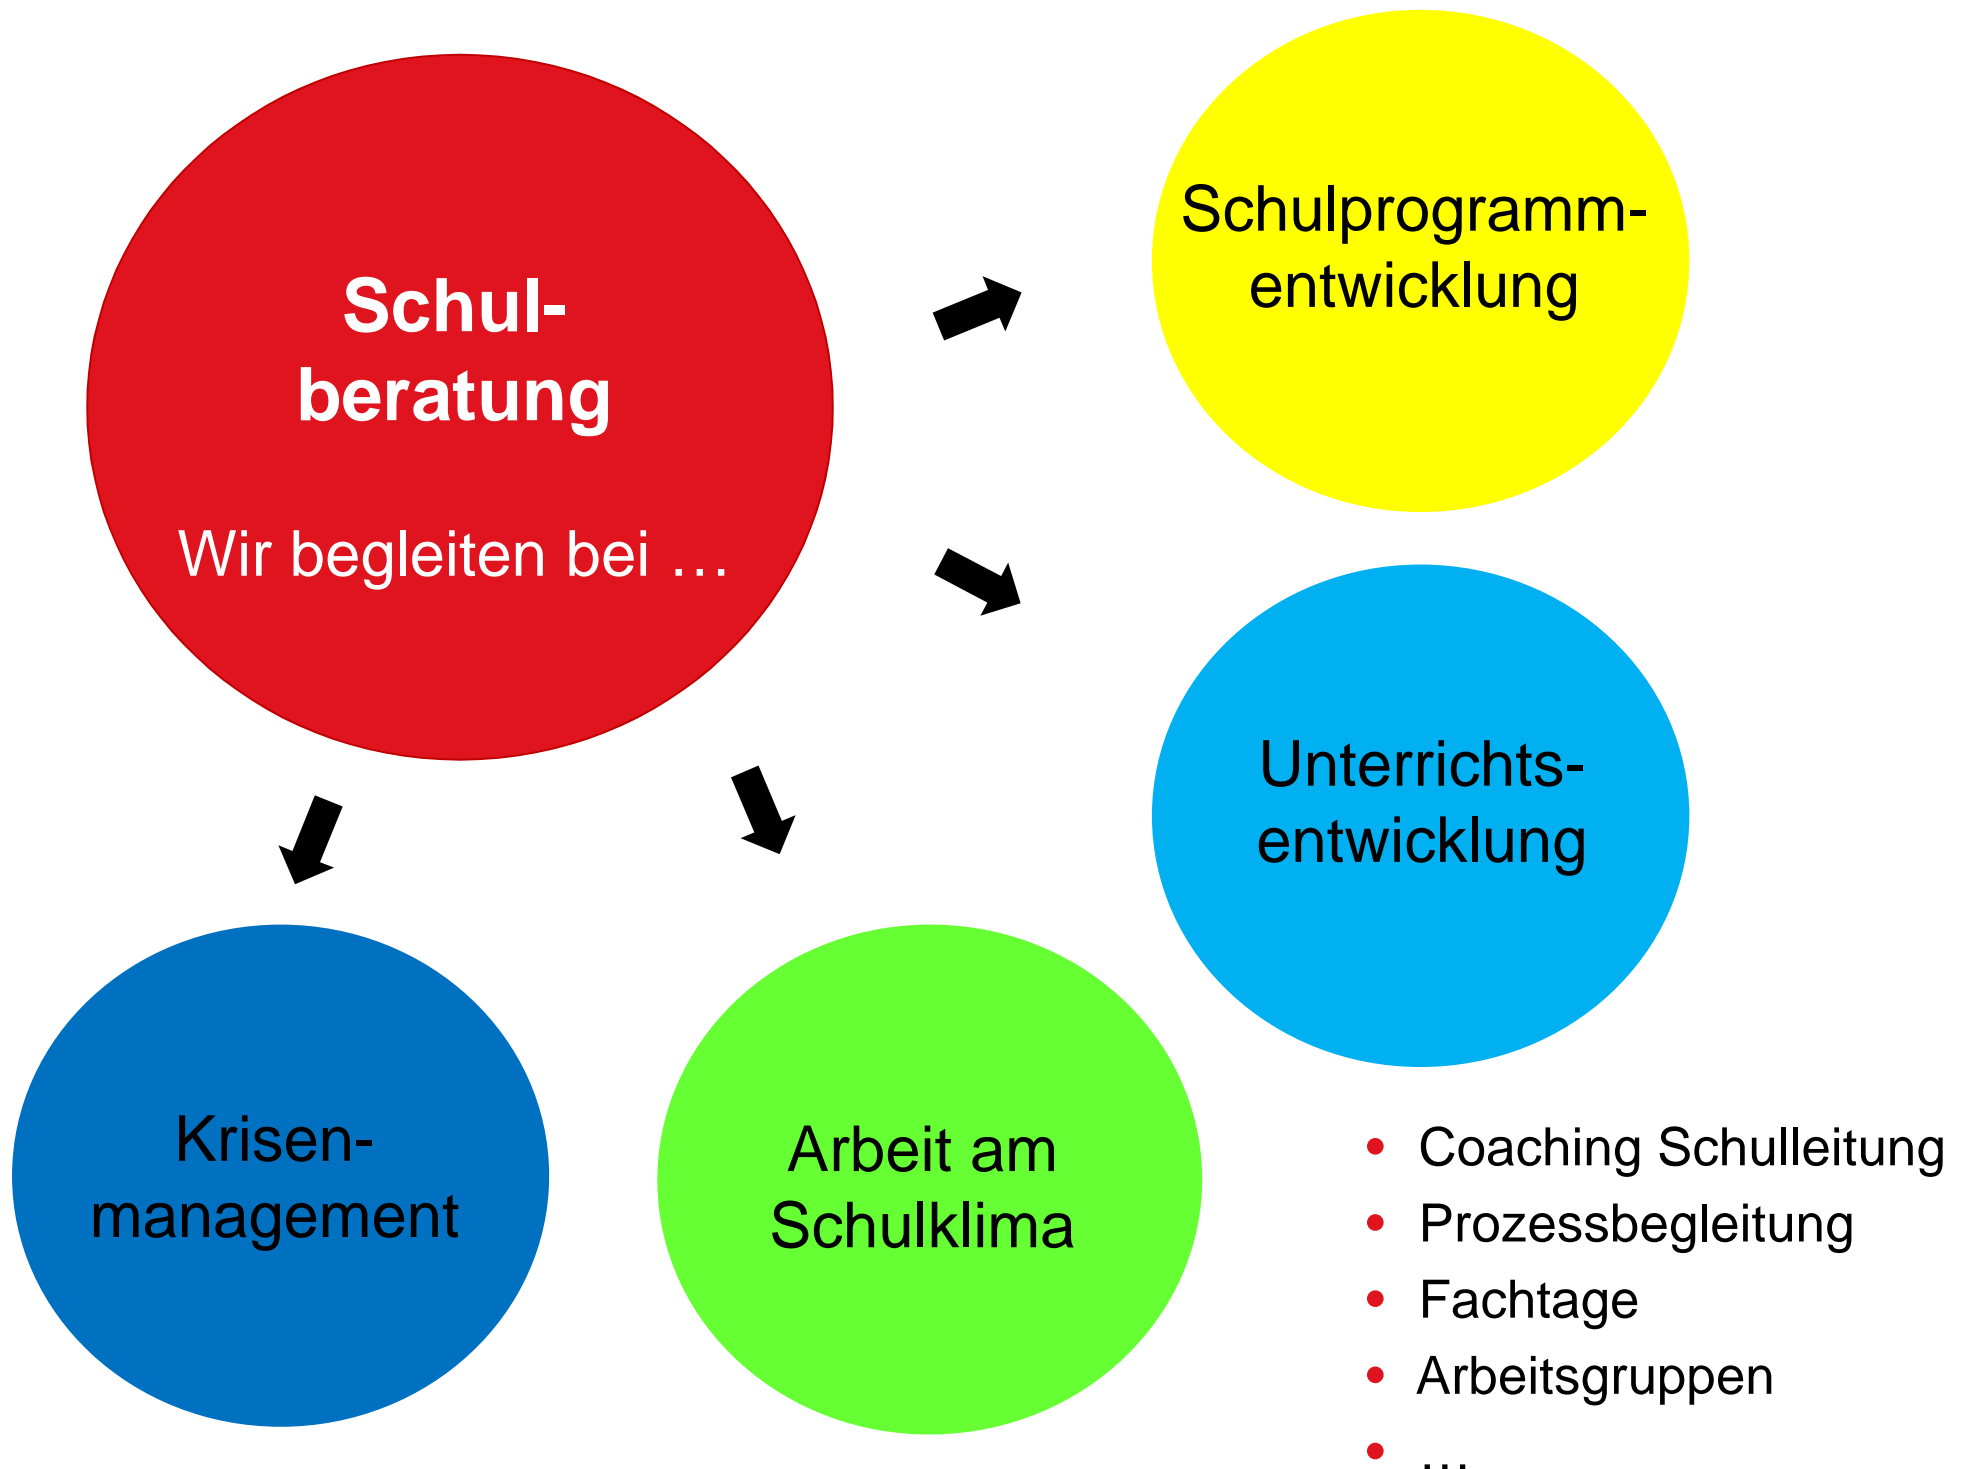 Schul-
beratung
Wir begleiten bei …
Schulprogramm-
entwicklung
Unterrichts-
entwicklung
Krisen-
management
Arbeit am
Schulklima
• Coaching Schulleitung
• Prozessbegleitung
• Fachtage
• Arbeitsgruppen
• …